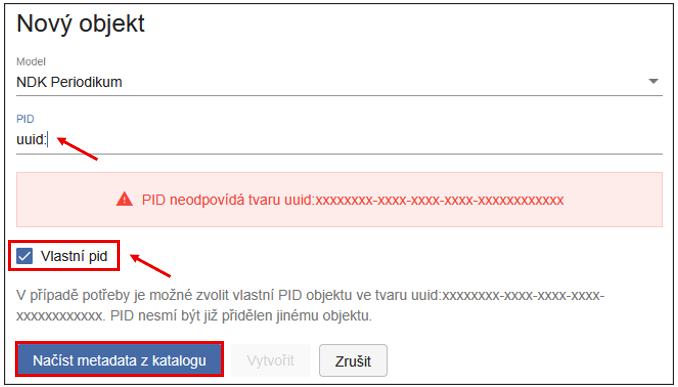 Nový objekt
Model
NDK Periodikum
PID
uuid:
PID neodpovídá tvaru uuid:xxxxxxxx-xxxx-xxxx-xxxx-xxxxxxxxxxxx
Vlastní pid
V případě potřeby je možné zvolit vlastní PID objektu ve tvaru uuid:xxxxxxxx-xxxx-xxxx-xxxx-
xxxxxxxxxxxx. PID nesmí být již přidělen jinému objektu.
Načíst metadata z katalogu Vytvořit Zrušit